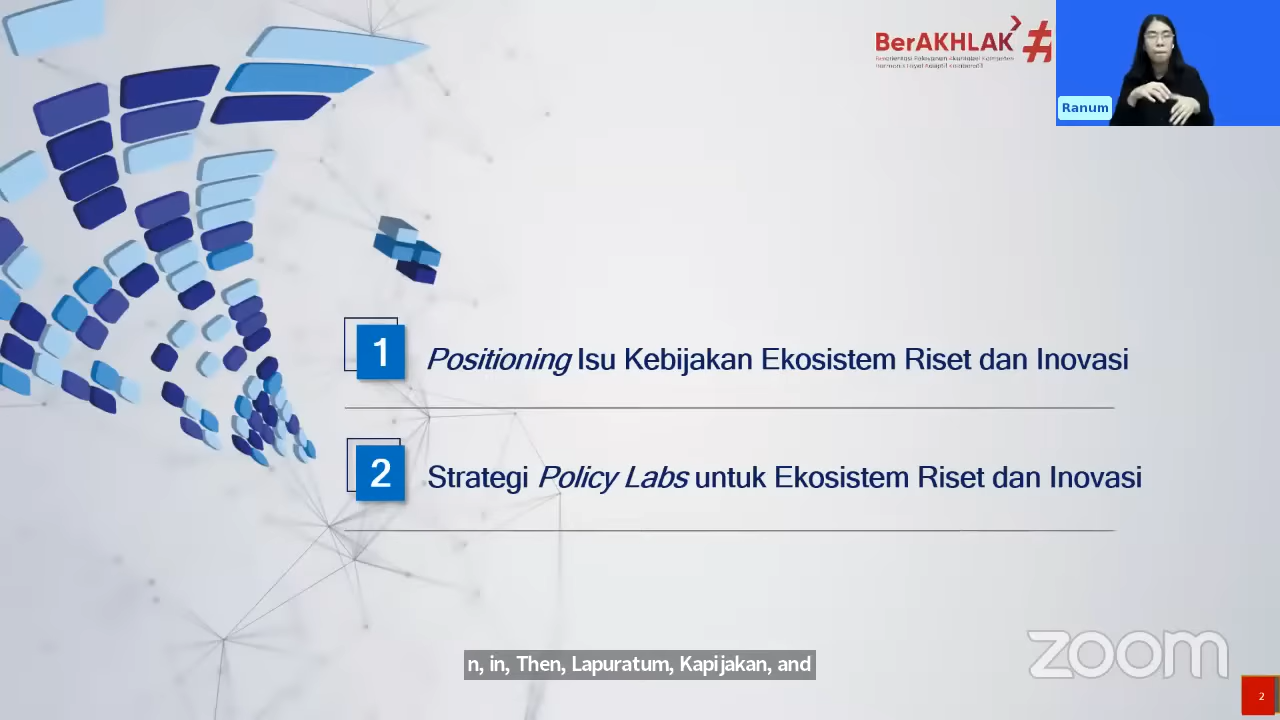 BerAKHLAK
#
Ranum
1
Positioning Isu Kebijakan Ekosistem Riset dan Inovasi
2
Strategi Policy Labs untuk Ekosistem Riset dan Inovasi
n, in, Then, Lapuratum, Kapijakan, and
zoom
2